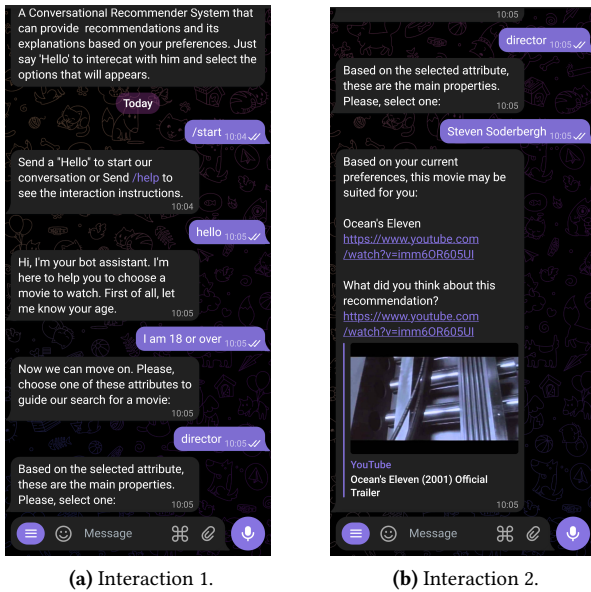 A Conversational Recommender System that
can provide recommendations and its
explanations based on your preferences. Just
say 'Hello' to interecat with him and select the
options that will appears.
Today
/start 10:04
Send a "Hello" to start our
conversation or Send /help to
see the interaction instructions.
10:04
hello 10:05
Hi, I'm your bot assistant. I'm
here to help you to choose a
movie to watch. First of all, let
me know your age.
10:05
I am 18 or over 10:05
Now we can move on. Please,
choose one of these attributes to
guide our search for a movie:
10:05
director 10:05
Based on the selected attribute,
these are the main properties.
Please, select one:
10:05
Message
(a) Interaction 1.
10:05
director 10:05
Based on the selected attribute,
these are the main properties.
Please, select one:
10:05
Steven Soderbergh 10:05
Based on your current
preferences, this movie may be
suited for you:
Ocean's Eleven
https://www.youtube.com
/watch?v=imm6OR605UI
What did you think about this
recommendation?
https://www.youtube.com
/watch?v=imm6OR605UI
YouTube
Ocean's Eleven (2001) Official
Trailer
10:05
Message
(b) Interaction 2.